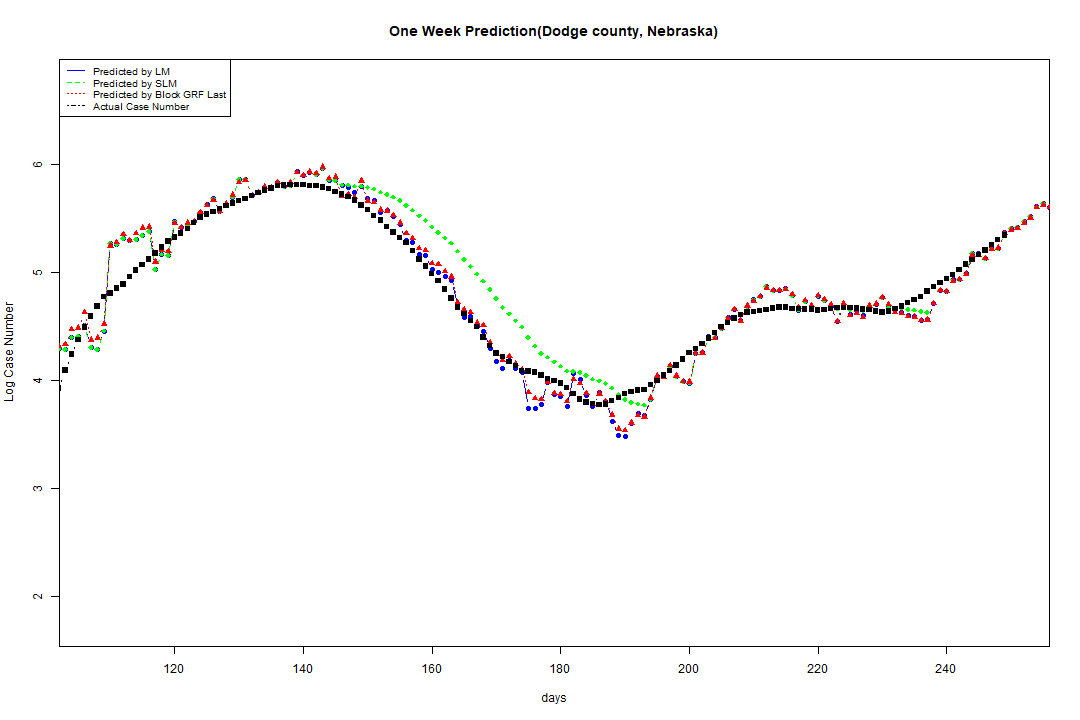 One Week Prediction(Dodge county, Nebraska)
Predicted by LM
Predicted by SLM
Predicted by Block GRF Last
Actual Case Number
6
5
4
3
2
Log Case Number
120 140 160 180 200 220 240
days